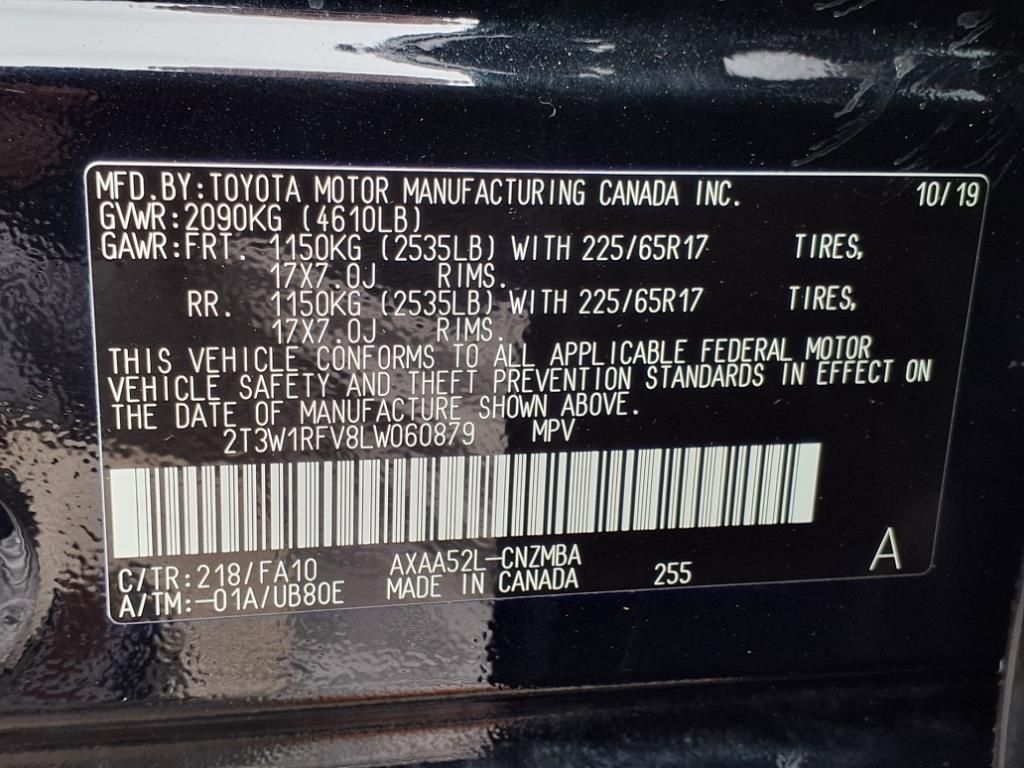 MFD.BY:TOYOTA MOTOR MANUFACTURING CANADA INC. 10/19
GVWR:2090KG (4610LB)
GAWR:FRT. 1150KG (2535LB) WITH 225/65R17 TIRES,
17X7.0J RIMS.
RR. 1150KG (2535LB) WITH 225/65R17 TIRES,
17X7.0J RIMS.
THIS VEHICLE CONFORMS TO ALL APPLICABLE FEDERAL MOTOR
VEHICLE SAFETY AND THEFT PREVENTION STANDARDS IN EFFECT ON
THE DATE OF MANUFACTURE SHOWN ABOVE.
2T3W1RFV8LW060879 MPV
C/TR:218/FA10 AXAA52L-CNZMBA 255 A
A/TM:-01A/UB80E MADE IN CANADA